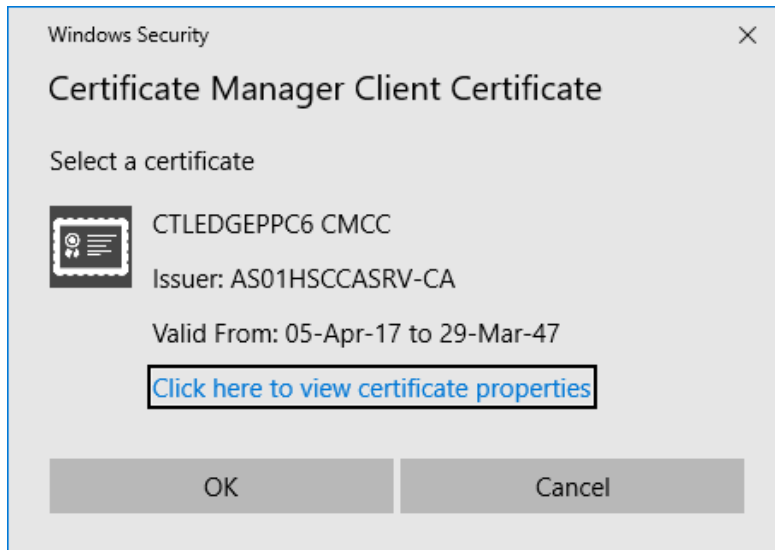 Windows Security
Certificate Manager Client Certificate
Select a certificate
CTLEDGEPPC6 CMCC
Issuer: AS01HSCCASRV-CA
Valid From: 05-Apr-17 to 29-Mar-47
Click here to view certificate properties
OK Cancel